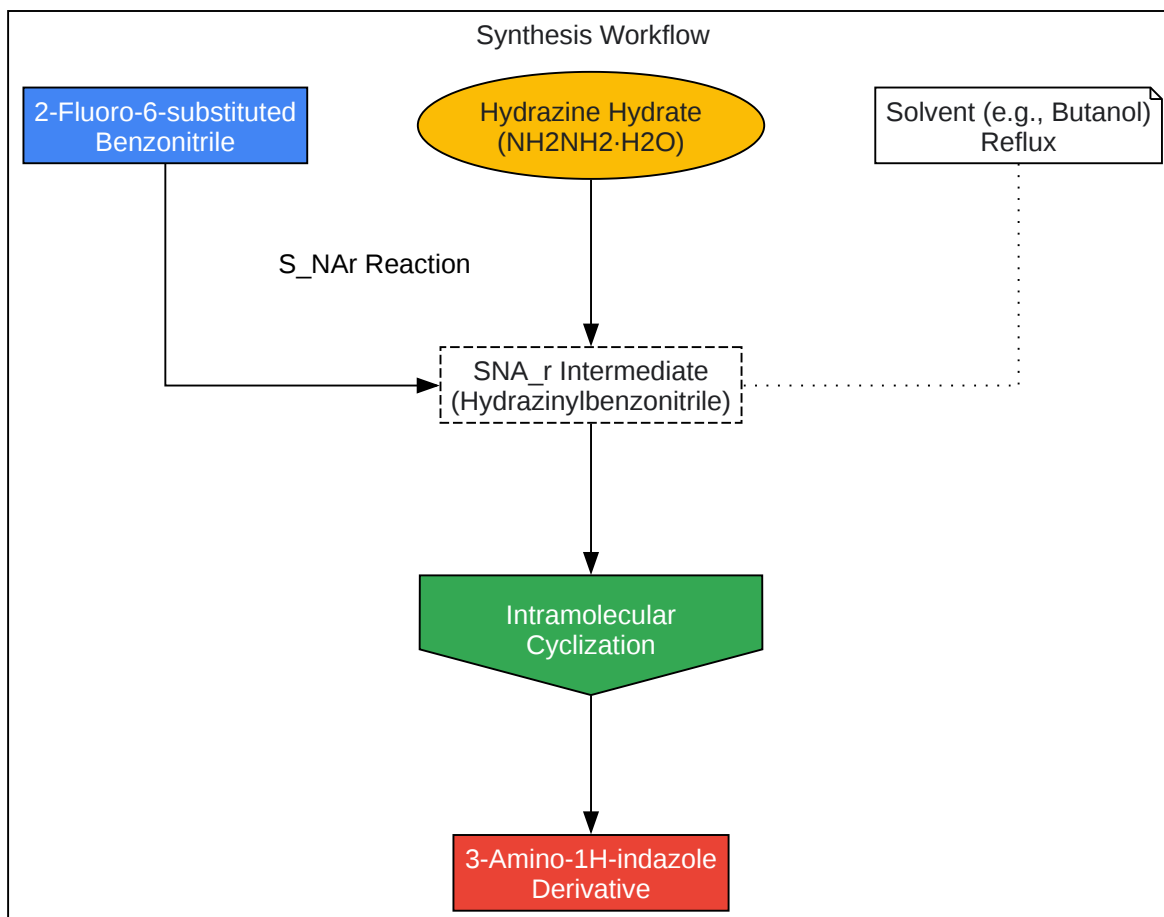 Synthesis Workflow
2-Fluoro-6-substituted
Benzonitrile
Hydrazine Hydrate
(NH2NH2·H2O)
Solvent (e.g., Butanol)
Reflux
S_NAr Reaction
SNA_r Intermediate
(Hydrazinylbenzonitrile)
Intramolecular
Cyclization
3-Amino-1H-indazole
Derivative